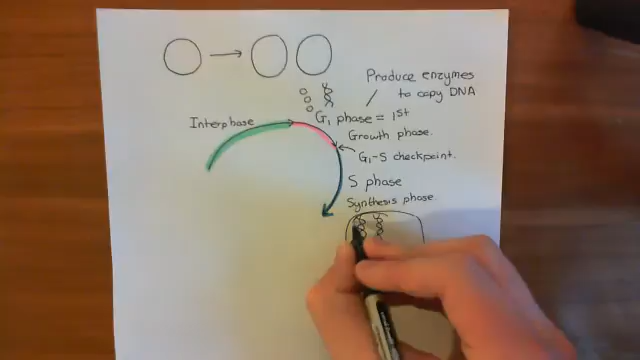 Produce enzymes
to copy DNA
Interphase
G₁ phase = 1st
Growth phase.
G₁-S checkpoint.
S phase
Synthesis phase